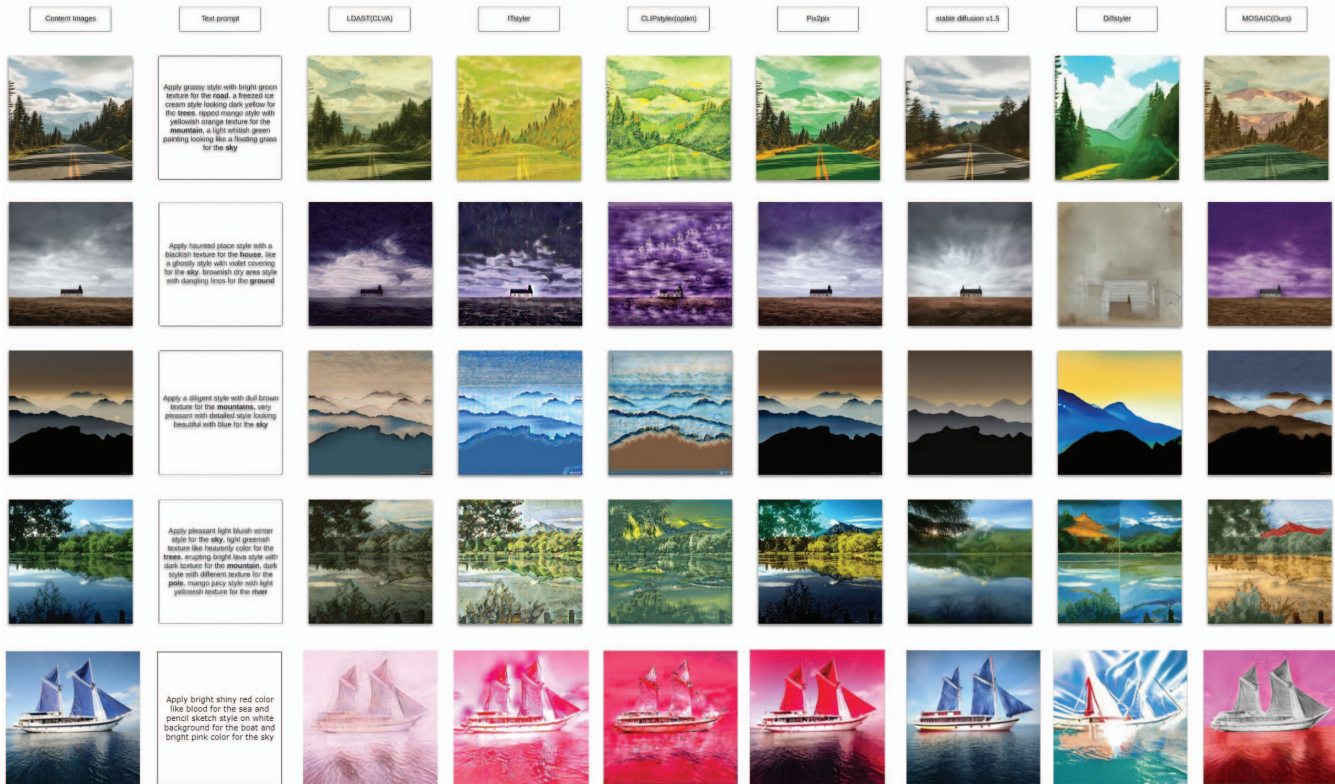 Content Images
Text prompt
LDAST(CLVA)
ITstyler
CLIPstyler(optim)
Pix2pix
stable diffusion v1.5
Diffstyler
MOSAIC(Ours)
Apply grassy style with bright green
texture for the road, a freezed ice
cream style looking dark yellow for
the trees, ripped mango style with
yellowish orange texture for the
mountain, a light whitish green
painting looking like a floating grass
for the sky
Apply haunted place style with a
blackish texture for the house, like
a ghostly style with violet covering
for the sky, brownish dry area style
with dangling lines for the ground
Apply a diligent style with dull brown
texture for the mountains, very
pleasant with detailed style looking
beautiful with blue for the sky
Apply pleasant light bluish winter
style for the sky, light greenish
texture like heavenly color for the
trees, erupting bright lava style with
dark texture for the mountain, dark
style with different texture for the
pole, mango juicy style with light
yellowish texture for the river
Apply bright shiny red color
like blood for the sea and
pencil sketch style on white
background for the boat and
bright pink color for the sky